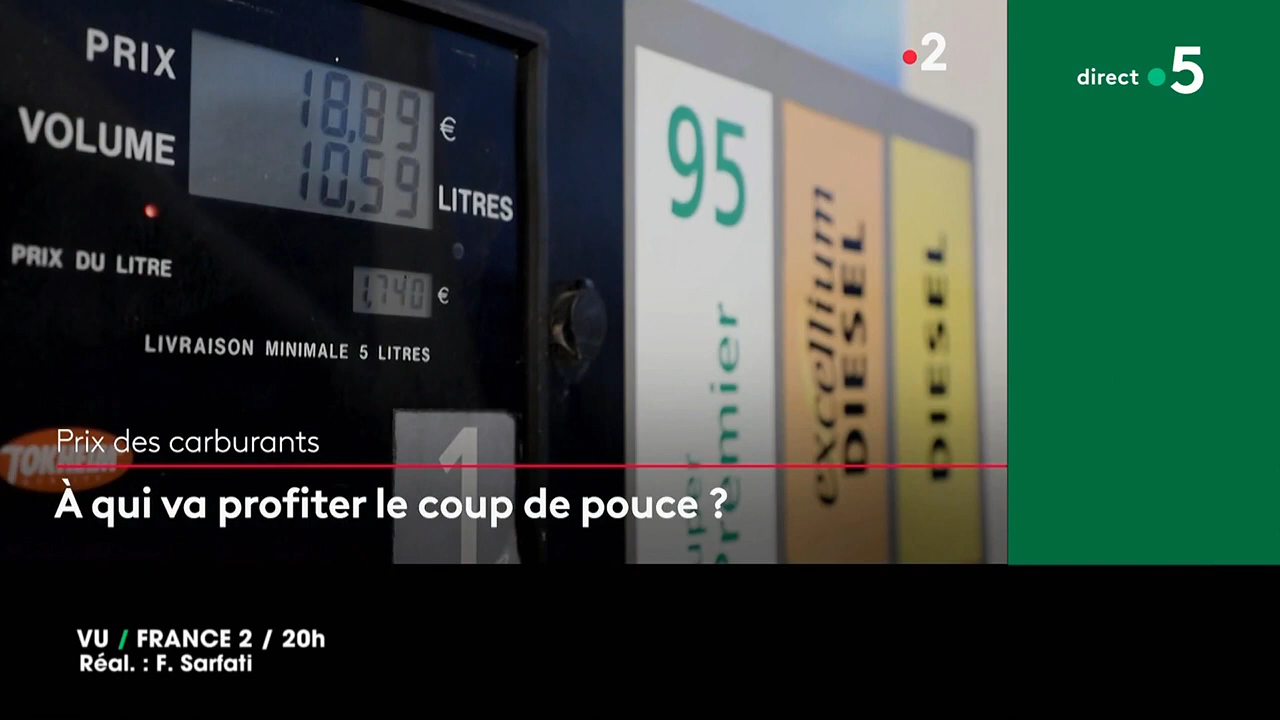 PRIX
18,89 €
VOLUME
10,59 LITRES
PRIX DU LITRE
1,740 €
LIVRAISON MINIMALE 5 LITRES
1
95
Premier
excellium
DIESEL
DIESEL
2
direct 5
Prix des carburants
À qui va profiter le coup de pouce ?
VU / FRANCE 2 / 20h
Réal. : F. Sarfati